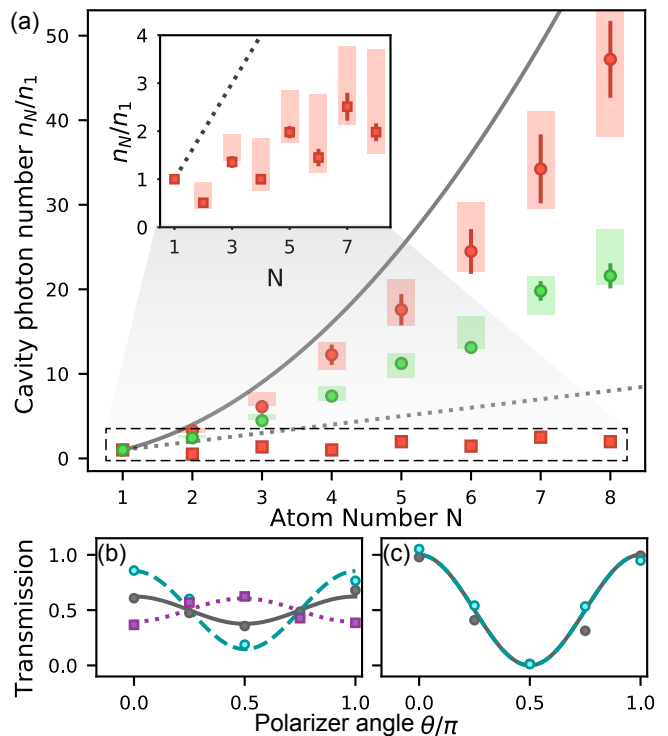 (a)
Cavity photon number n_N/n_1
50
40
30
20
10
0
n_N/n_1
4
3
2
1
0
1 3 5 7
N
1 2 3 4 5 6 7 8
Atom Number N
(b)
(c)
Transmission
1.0
0.5
0.0
0.0 0.5 1.0
0.0 0.5 1.0
Polarizer angle θ/π